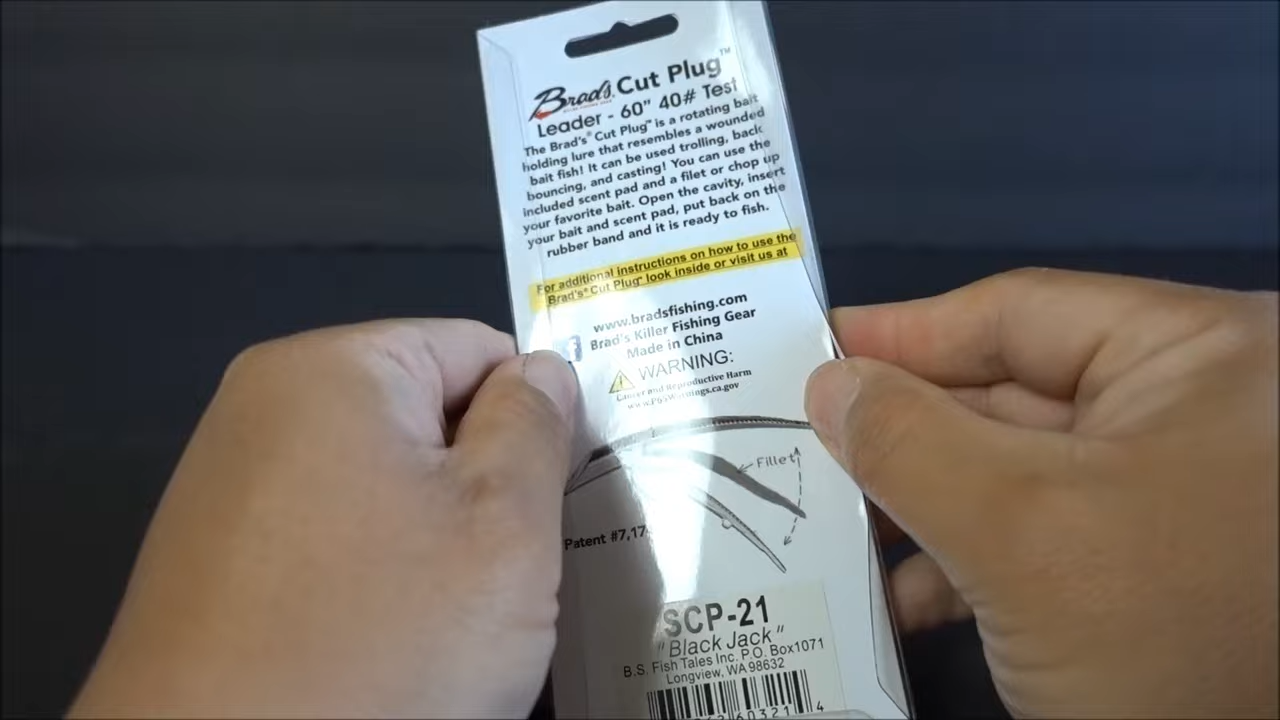 Brad's Cut Plug™
Leader - 60" 40# Test
The Brad's® Cut Plug™ is a rotating bait
holding lure that resembles a wounded
bait fish! It can be used trolling, back
bouncing, and casting! You can use the
included scent pad and a filet or chop up
your favorite bait. Open the cavity, insert
your bait and scent pad, put back on the
rubber band and it is ready to fish.
For additional instructions on how to use the
Brad's® Cut Plug™ look inside or visit us at
www.bradsfishing.com
Brad's Killer Fishing Gear
Made in China
WARNING:
Cancer and Reproductive Harm
www.P65Warnings.ca.gov
Fillet
Patent #7,17
SCP-21
"Black Jack"
B.S. Fish Tales Inc. P.O. Box1071
Longview, WA 98632
60321 4